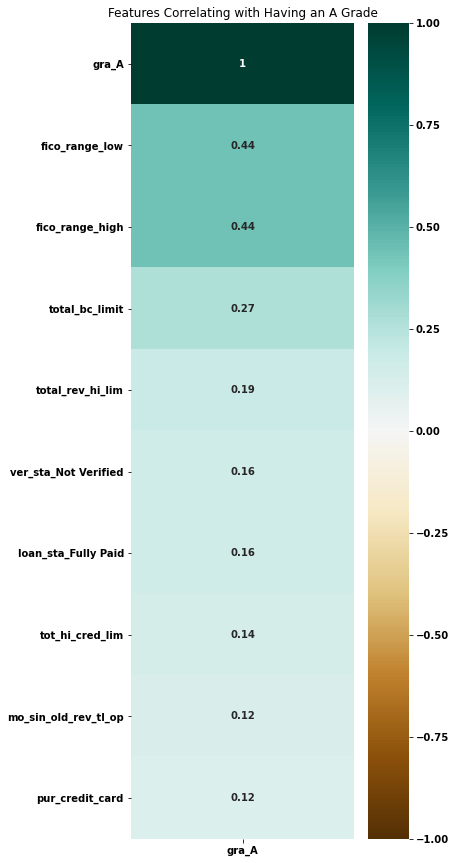 Features Correlating with Having an A Grade
gra_A
1
fico_range_low
0.44
fico_range_high
0.44
total_bc_limit
0.27
total_rev_hi_lim
0.19
ver_sta_Not Verified
0.16
loan_sta_Fully Paid
0.16
tot_hi_cred_lim
0.14
mo_sin_old_rev_tl_op
0.12
pur_credit_card
0.12
gra_A
1.00
0.75
0.50
0.25
0.00
−0.25
−0.50
−0.75
−1.00